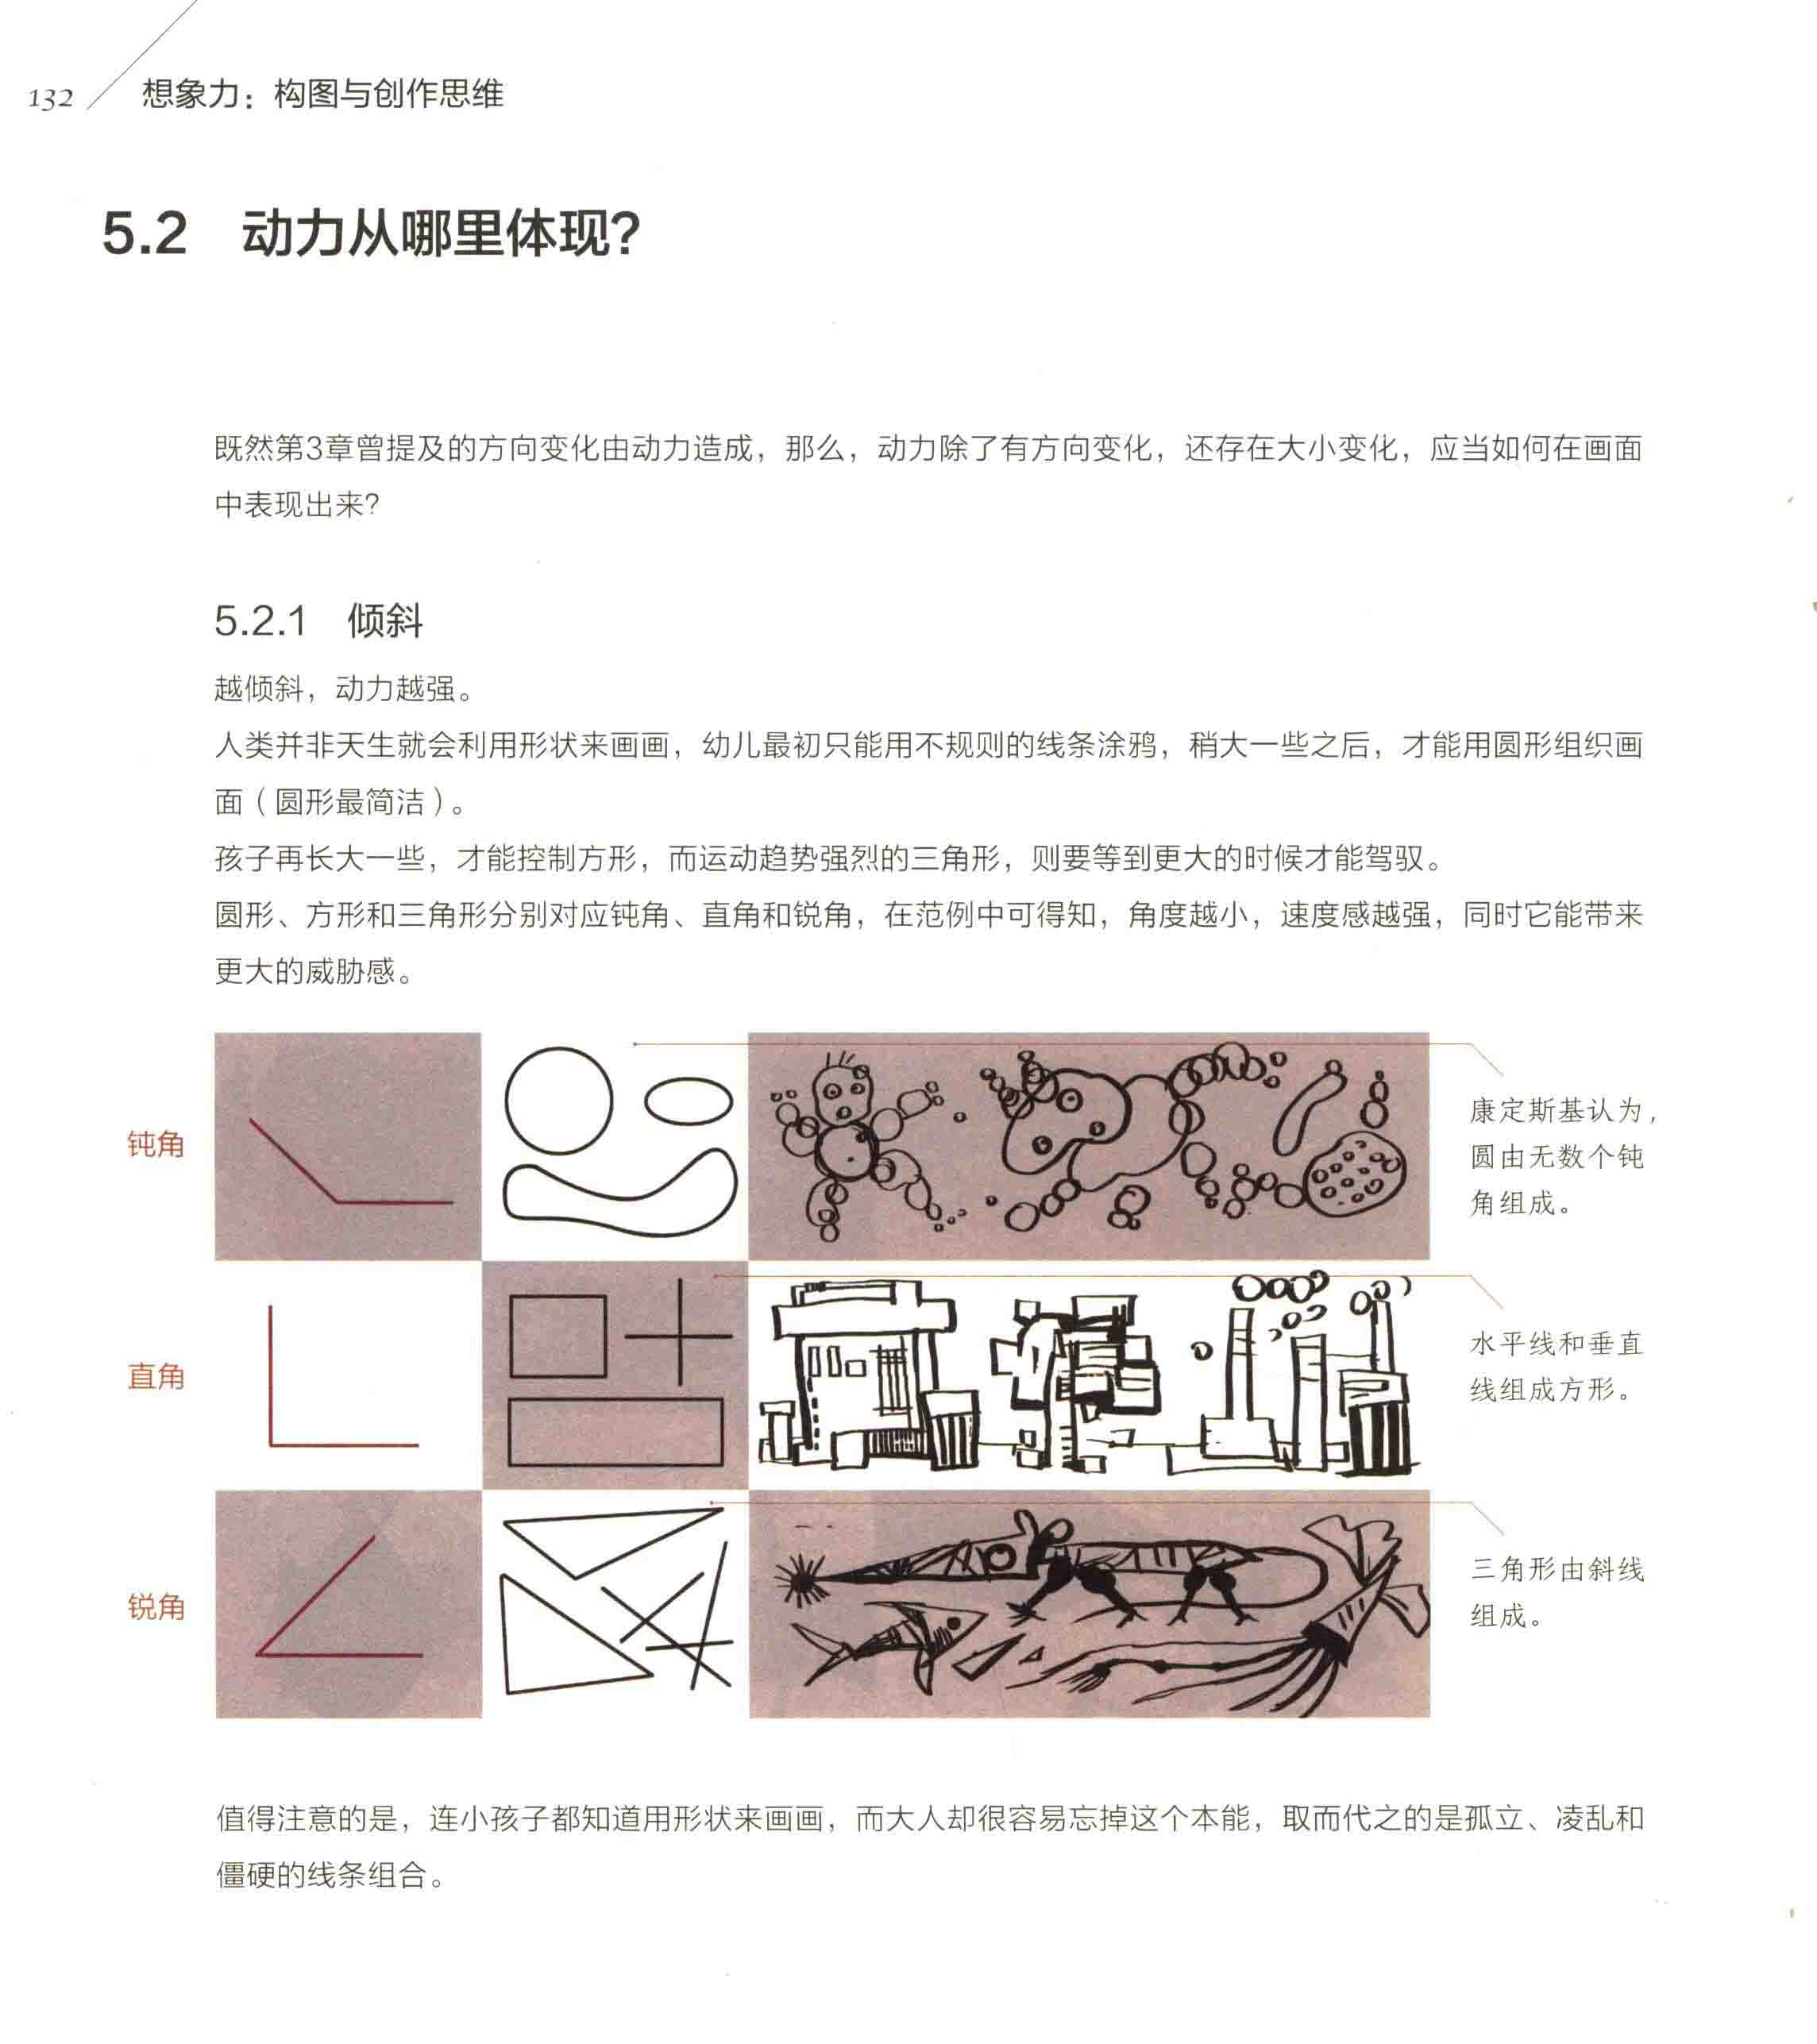 132
想象力：构图与创作思维
5.2 动力从哪里体现？
既然第3章曾提及的方向变化由动力造成，那么，动力除了有方向变化，还存在大小变化，应当如何在画面
中表现出来？
5.2.1 倾斜
越倾斜，动力越强。
人类并非天生就会利用形状来画画，幼儿最初只能用不规则的线条涂鸦，稍大一些之后，才能用圆形组织画
面（圆形最简洁）。
孩子再长大一些，才能控制方形，而运动趋势强烈的三角形，则要等到更大的时候才能驾驭。
圆形、方形和三角形分别对应钝角、直角和锐角，在范例中可得知，角度越小，速度感越强，同时它能带来
更大的威胁感。
钝角
康定斯基认为，
圆由无数个钝
角组成。
直角
水平线和垂直
线组成方形。
锐角
三角形由斜线
组成。
值得注意的是，连小孩子都知道用形状来画画，而大人却很容易忘掉这个本能，取而代之的是孤立、凌乱和
僵硬的线条组合。